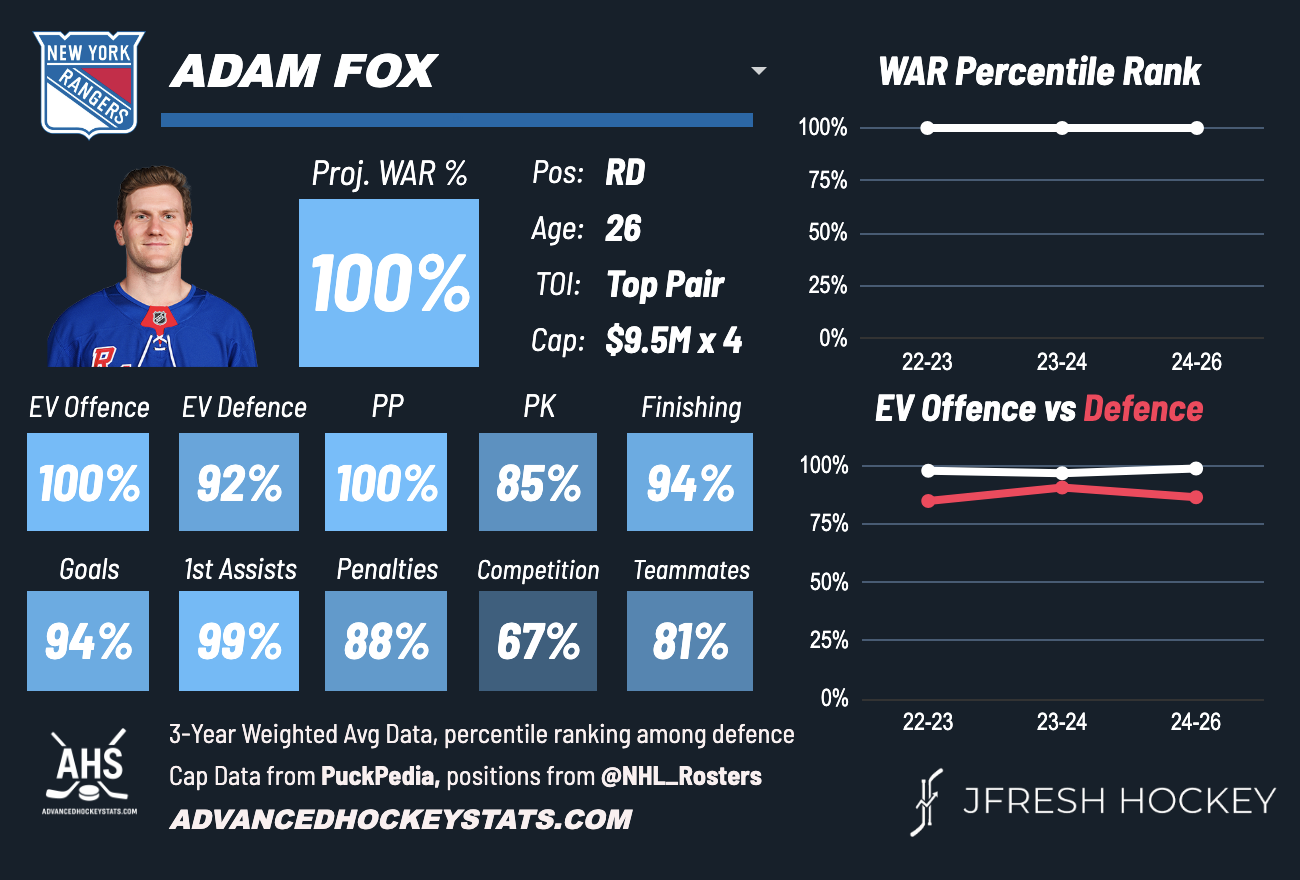 NEW YORK
RANGERS
ADAM FOX
Proj. WAR %
100%
Pos: RD
Age: 26
TOI: Top Pair
Cap: $9.5M x 4
R
EV Offence EV Defence PP PK Finishing
100% 92% 100% 85% 94%
Goals 1st Assists Penalties Competition Teammates
94% 99% 88% 67% 81%
WAR Percentile Rank
100%
75%
50%
25%
0%
22-23 23-24 24-26
EV Offence vs Defence
100%
75%
50%
25%
0%
22-23 23-24 24-26
AHS
ADVANCEDHOCKEYSTATS.COM
3-Year Weighted Avg Data, percentile ranking among defence
Cap Data from PuckPedia, positions from @NHL_Rosters
ADVANCEDHOCKEYSTATS.COM
JFRESH HOCKEY